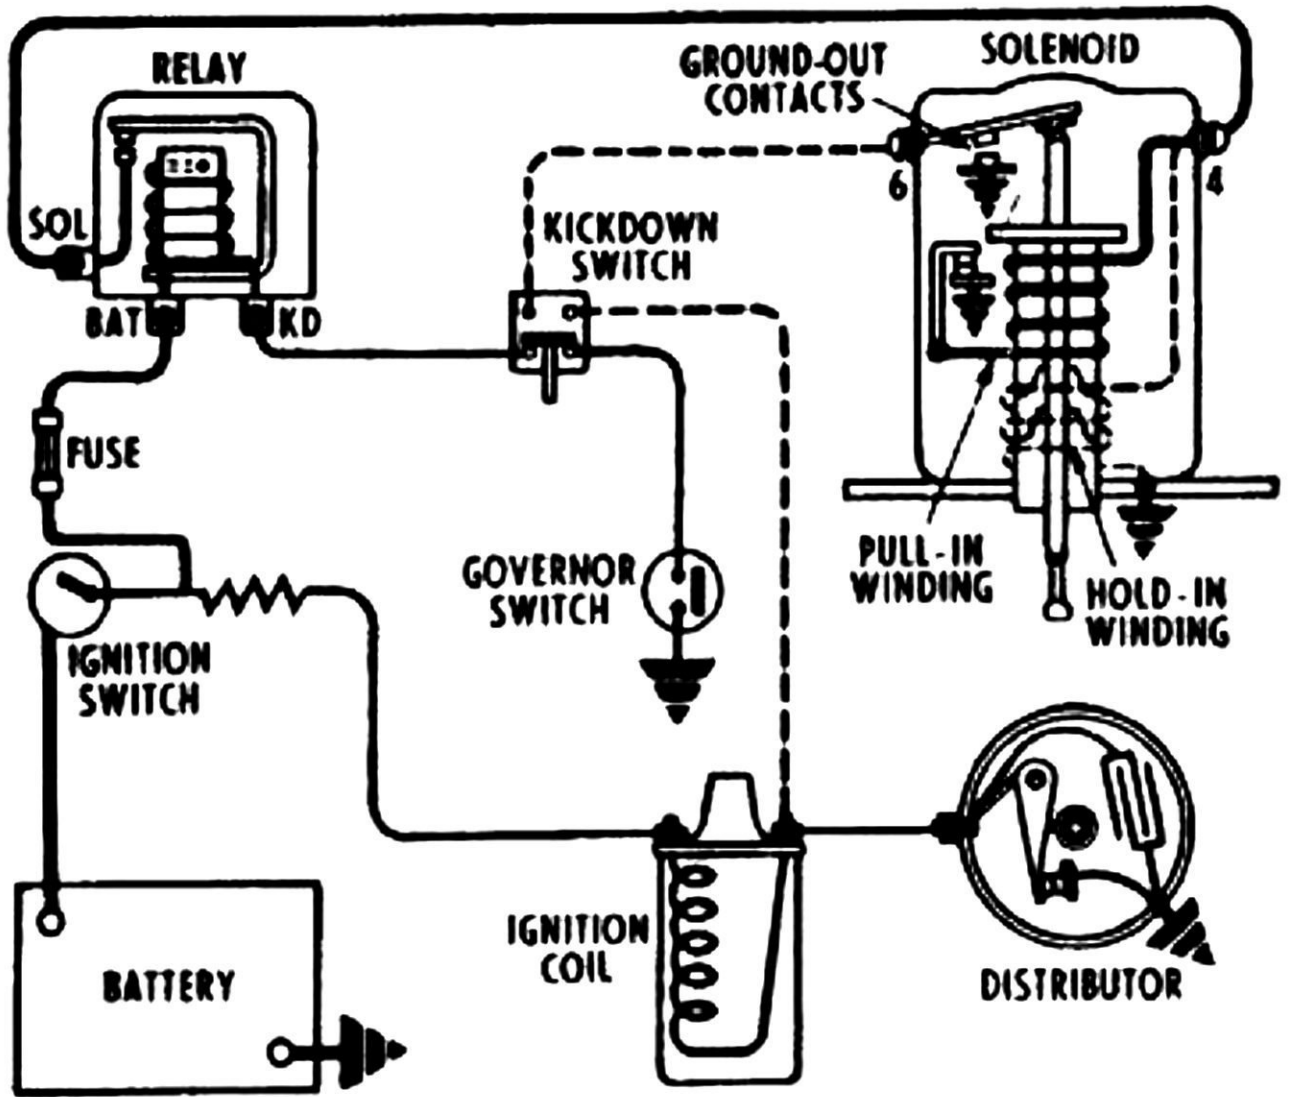 RELAY
GROUND-OUT
CONTACTS
SOLENOID
SOL
6
4
KICKDOWN
SWITCH
BAT
KD
FUSE
GOVERNOR
SWITCH
PULL-IN
WINDING
HOLD-IN
WINDING
IGNITION
SWITCH
IGNITION
COIL
BATTERY
DISTRIBUTOR